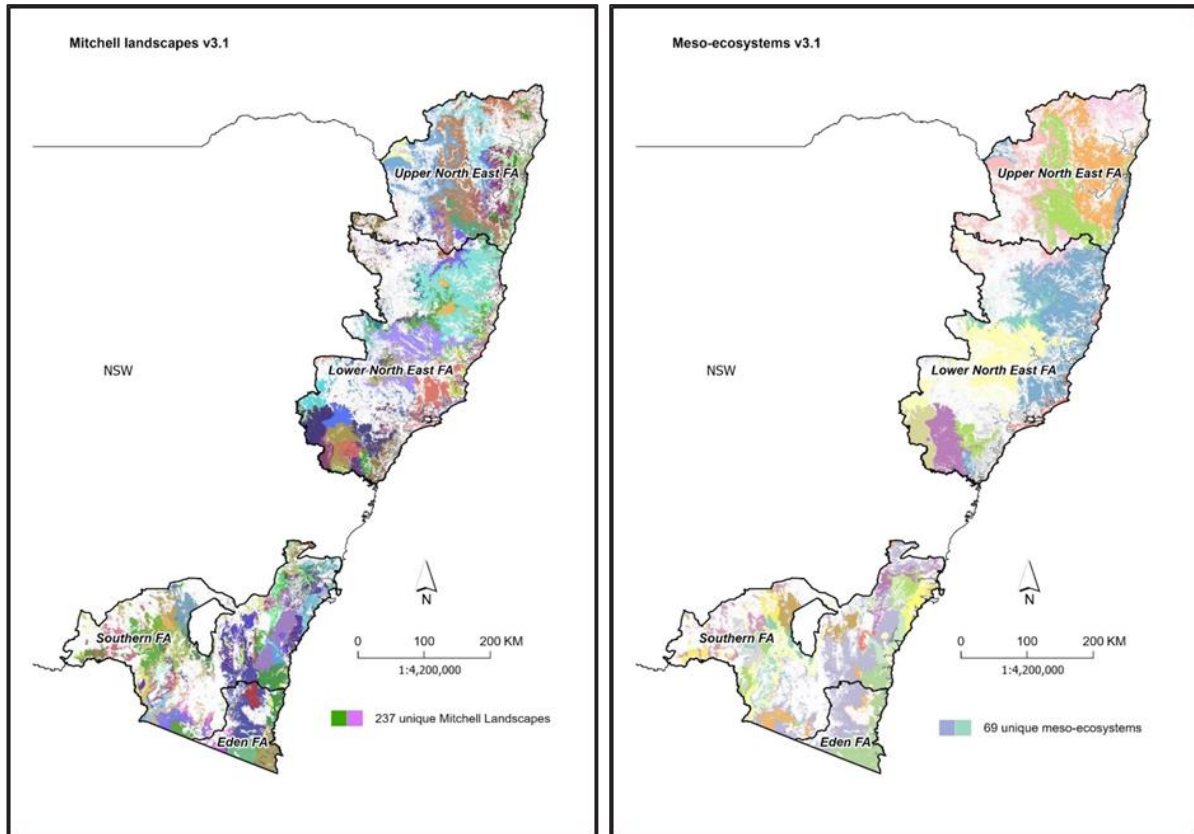 Mitchell landscapes v3.1
Upper North East FA
NSW
Lower North East FA
N
Southern FA
0 100 200 KM
1:4,200,000
237 unique Mitchell Landscapes
Eden FA
Meso-ecosystems v3.1
Upper North East FA
NSW
Lower North East FA
N
Southern FA
0 100 200 KM
1:4,200,000
69 unique meso-ecosystems
Eden FA